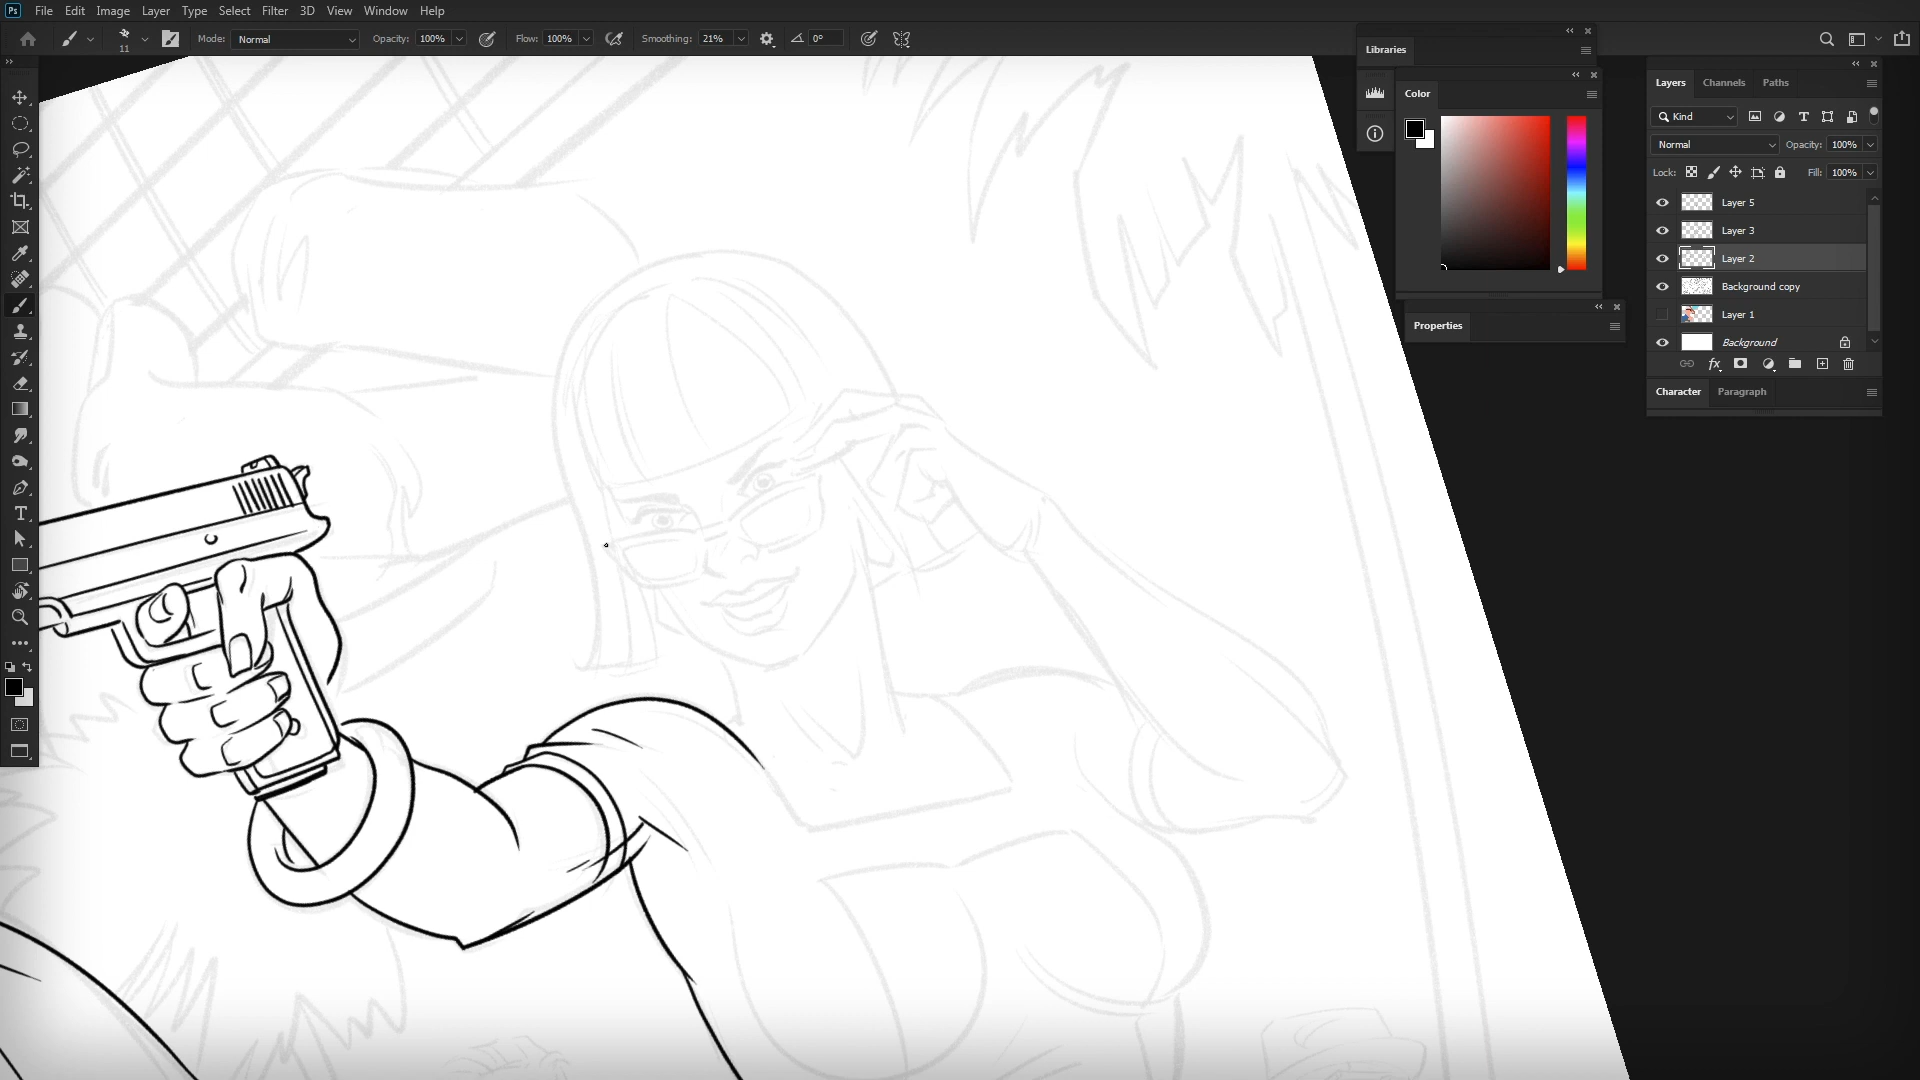 Ps File Edit Image Layer Type Select Filter 3D View Window Help
11 Mode: Normal Opacity: 100% Flow: 100% Smoothing: 21% 0°
Libraries
Color
Properties
Layers Channels Paths
Kind
Normal Opacity: 100%
Lock: Fill: 100%
Layer 5
Layer 3
Layer 2
Background copy
Layer 1
Background
fx
Character Paragraph